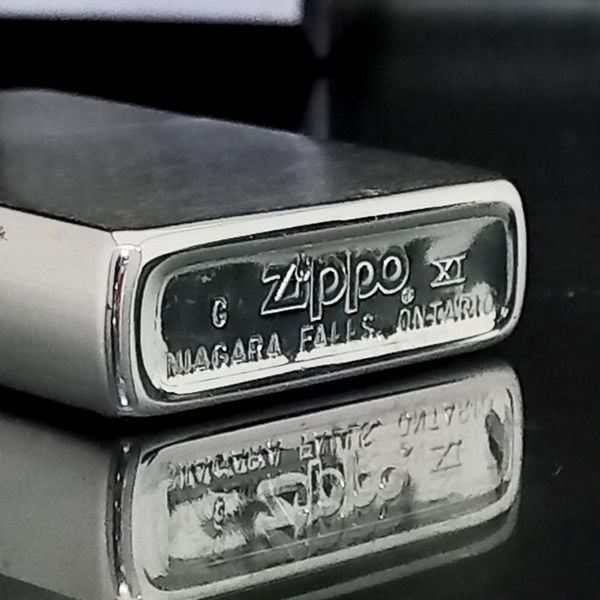 G Zippo® XI
NIAGARA FALLS, ONTARIO